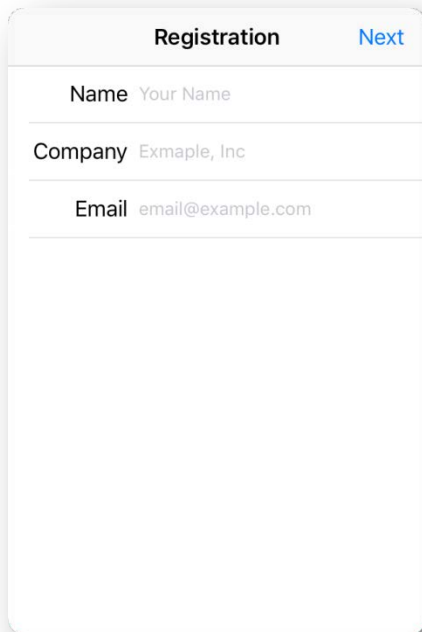 Registration Next
Name Your Name
Company Exmaple, Inc
Email email@example.com